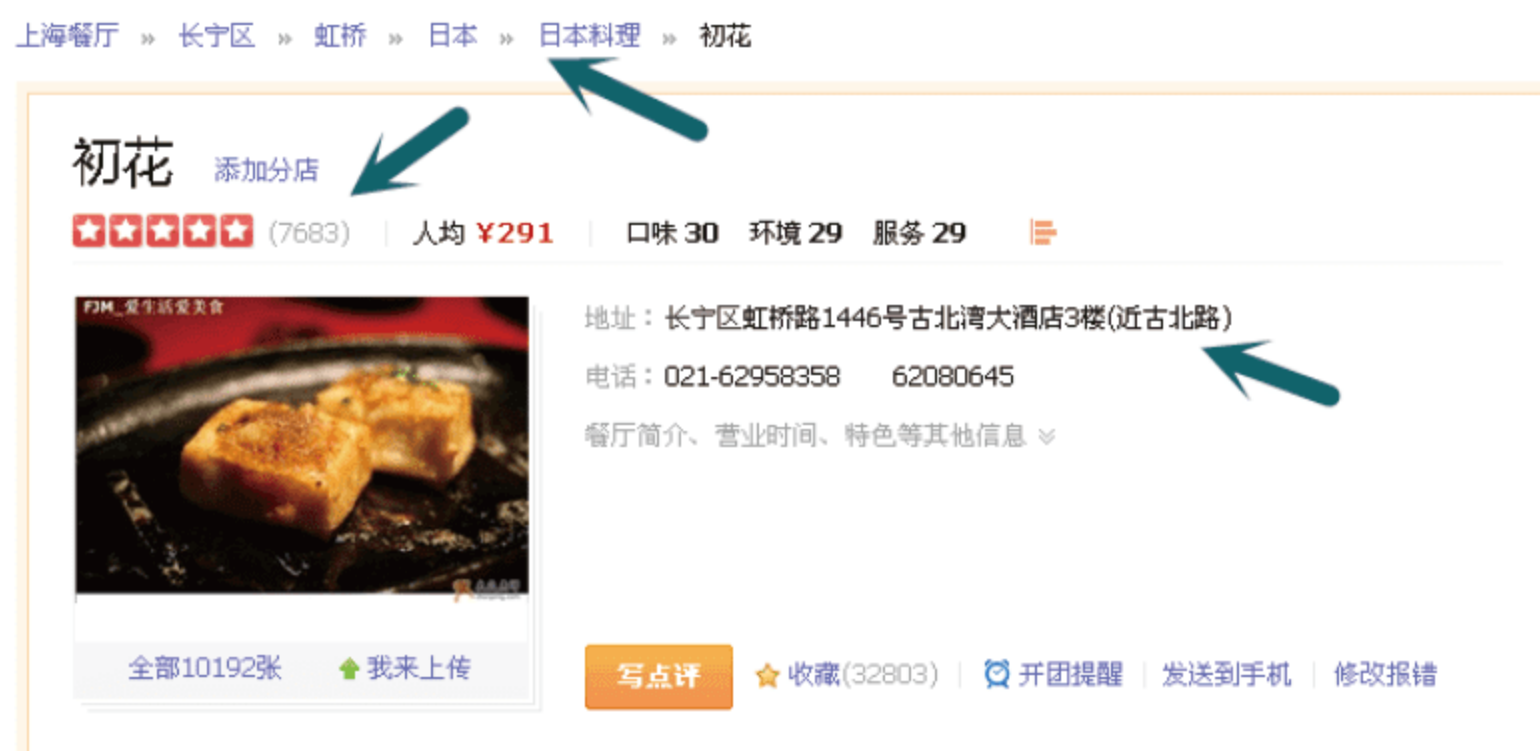 上海餐厅 » 长宁区 » 虹桥 » 日本 » 日本料理 » 初花
初花 添加分店
(7683) 人均 ¥291 口味 30 环境 29 服务 29
FJM_爱生活爱美食
地址：长宁区虹桥路1446号古北湾大酒店3楼(近古北路)
电话：021-62958358 62080645
餐厅简介、营业时间、特色等其他信息
全部10192张 我来上传
写点评 收藏(32803) 开团提醒 发送到手机 修改报错